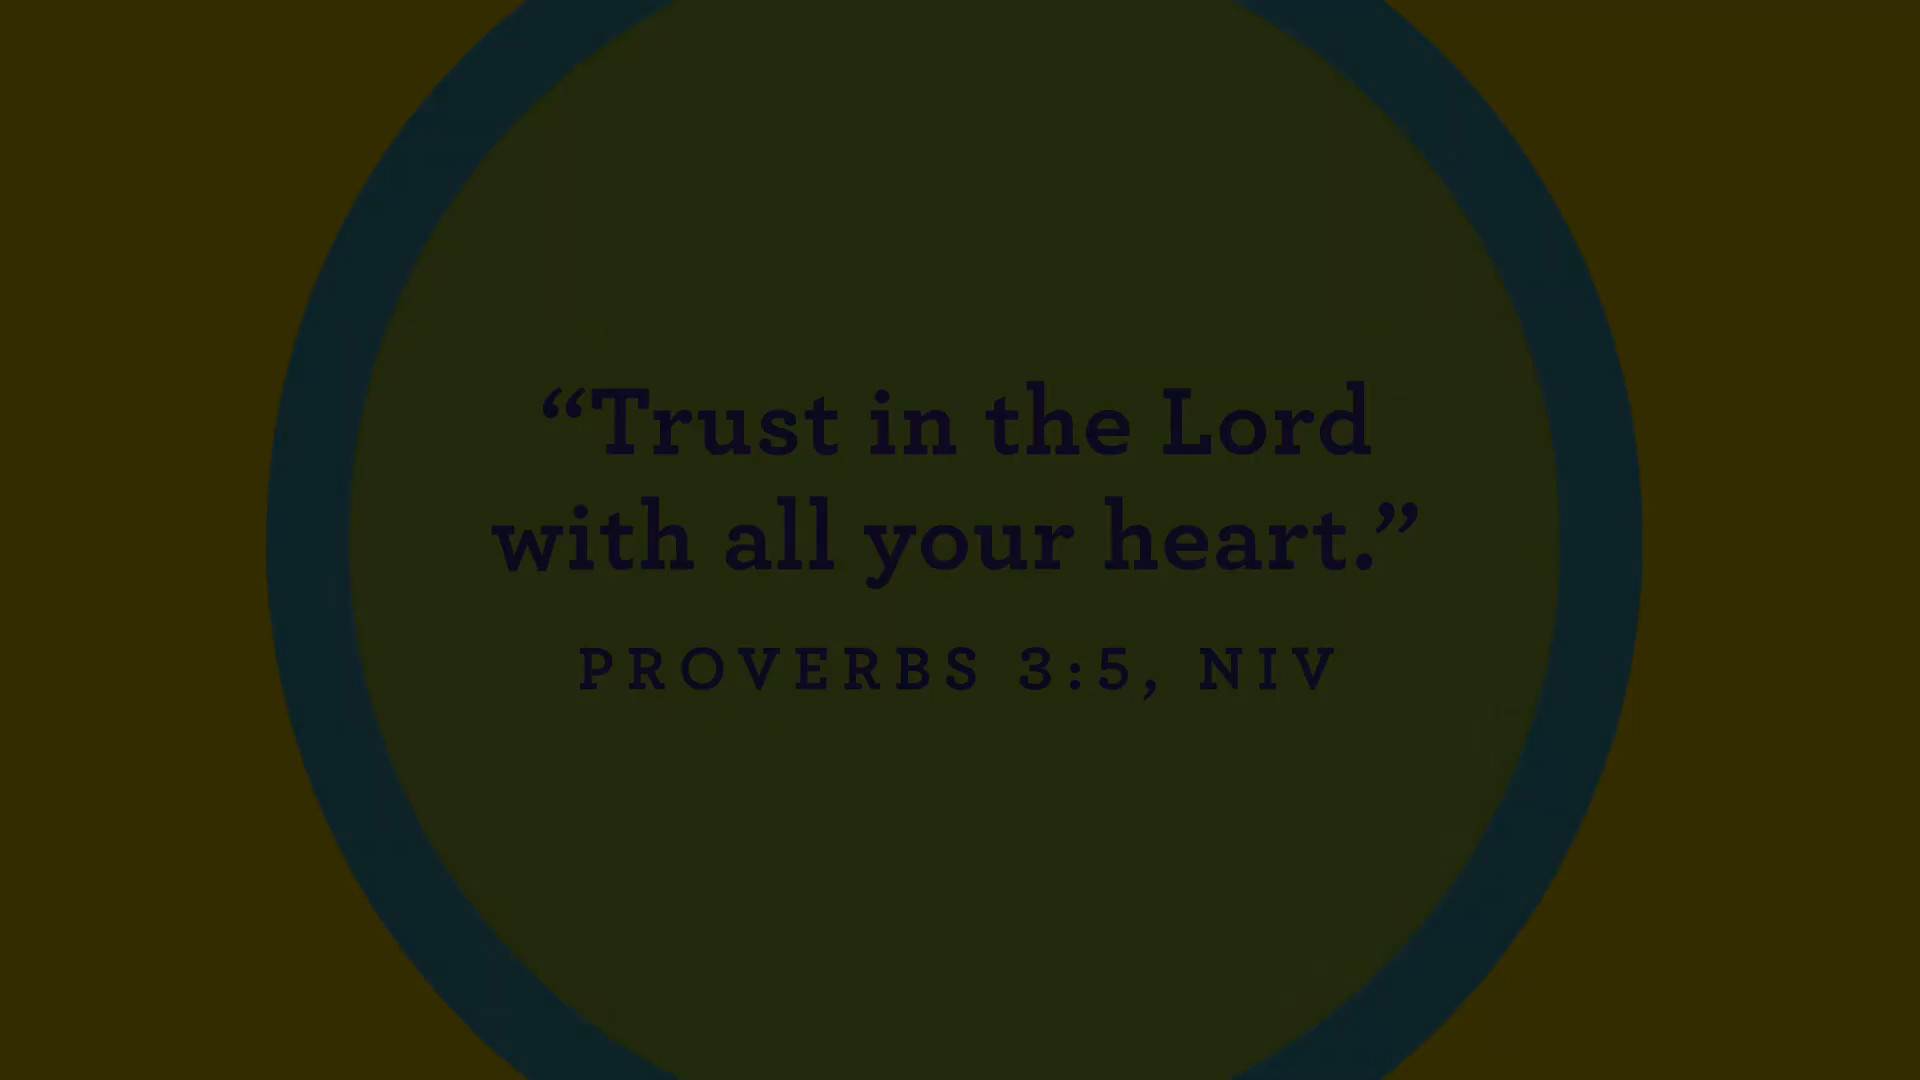 “Trust in the Lord
with all your heart.”
PROVERBS 3:5, NIV